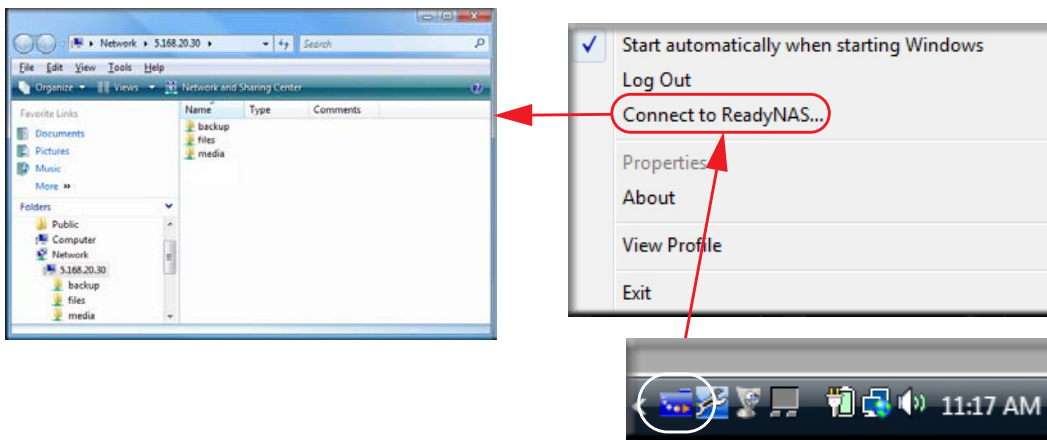 Network ▸ 5.168.20.30 ▸
Search
File Edit View Tools Help
Organize Views Network and Sharing Center
Favorite Links
Documents
Pictures
Music
More »
Folders
Public
Computer
Network
5.168.20.30
backup
files
media
Name Type Comments
backup
files
media
Start automatically when starting Windows
Log Out
Connect to ReadyNAS...
Properties
About
View Profile
Exit
11:17 AM